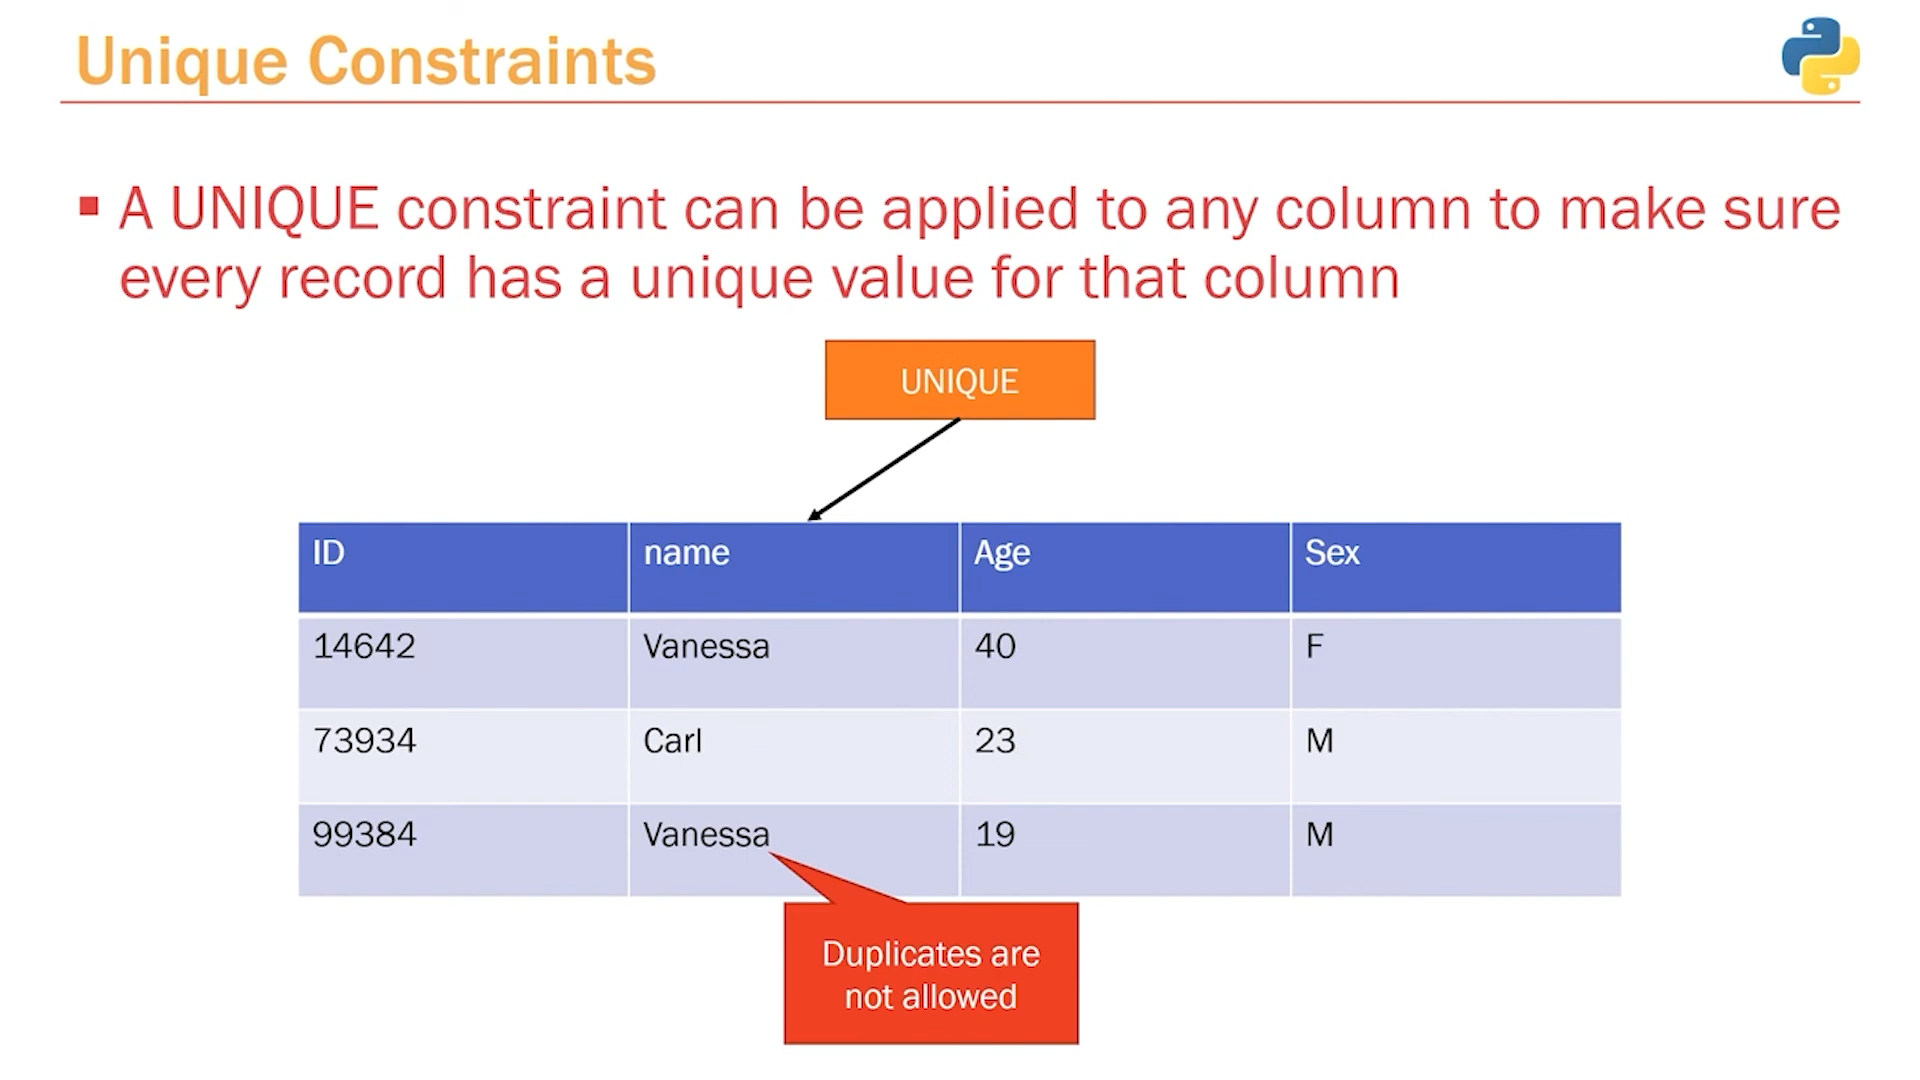 Unique Constraints
▪ A UNIQUE constraint can be applied to any column to make sure
every record has a unique value for that column
UNIQUE
ID name Age Sex
14642 Vanessa 40 F
73934 Carl 23 M
99384 Vanessa 19 M
Duplicates are
not allowed